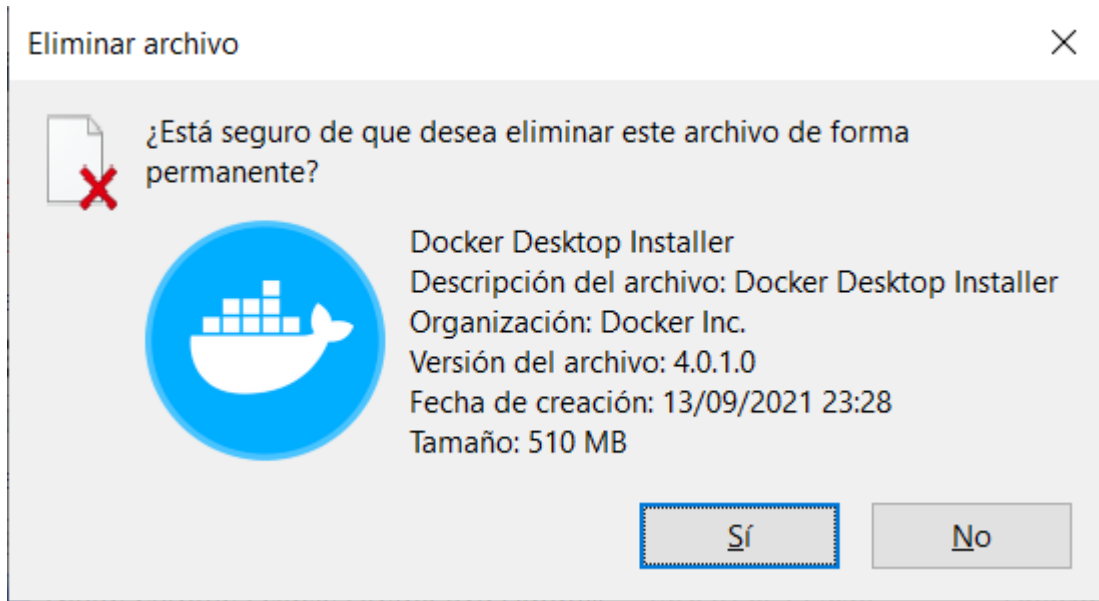 Eliminar archivo
¿Está seguro de que desea eliminar este archivo de forma
permanente?
Docker Desktop Installer
Descripción del archivo: Docker Desktop Installer
Organización: Docker Inc.
Versión del archivo: 4.0.1.0
Fecha de creación: 13/09/2021 23:28
Tamaño: 510 MB
Sí
No